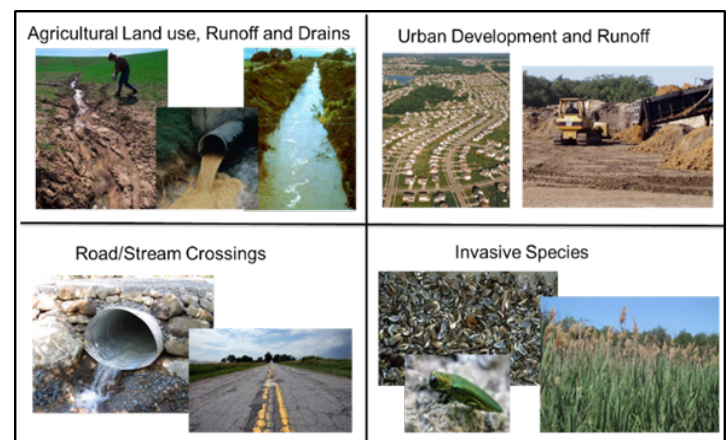 Agricultural Land use, Runoff and Drains
Urban Development and Runoff
Road/Stream Crossings
Invasive Species